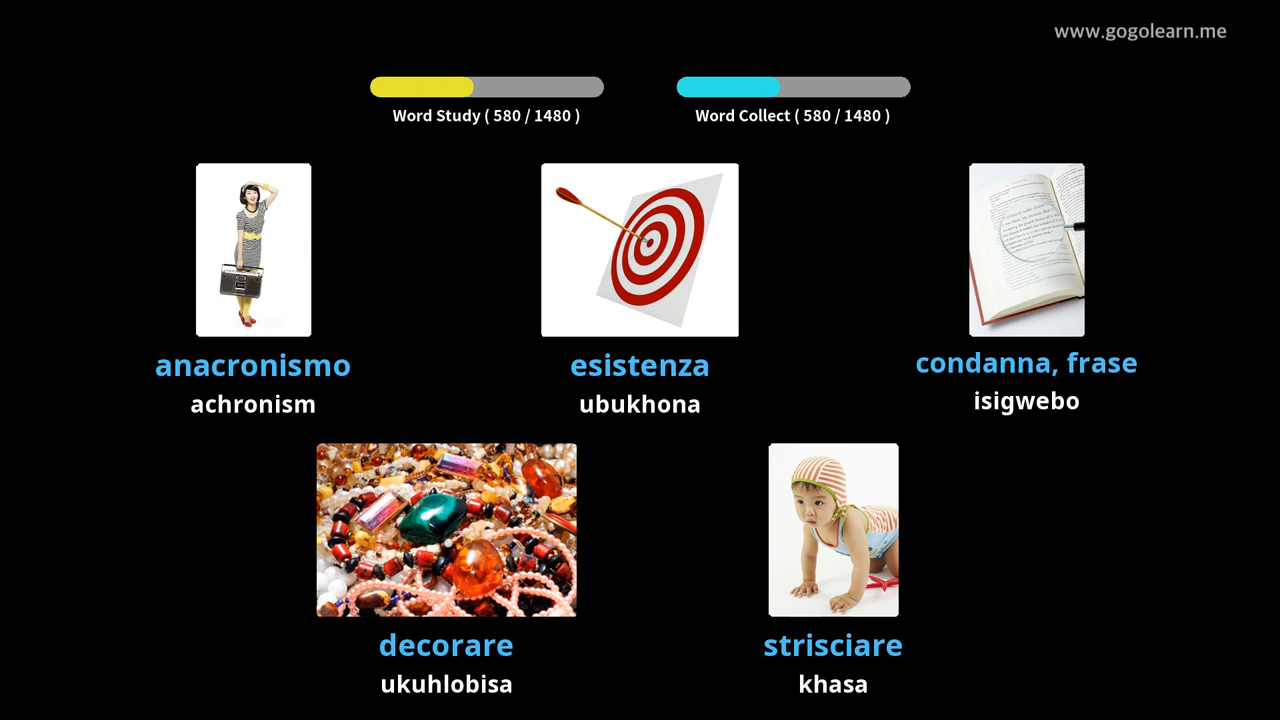 www.gogolearn.me
Word Study ( 580 / 1480 )
Word Collect ( 580 / 1480 )
anacronismo
achronism
esistenza
ubukhona
condanna, frase
isigwebo
decorare
ukuhlobisa
strisciare
khasa